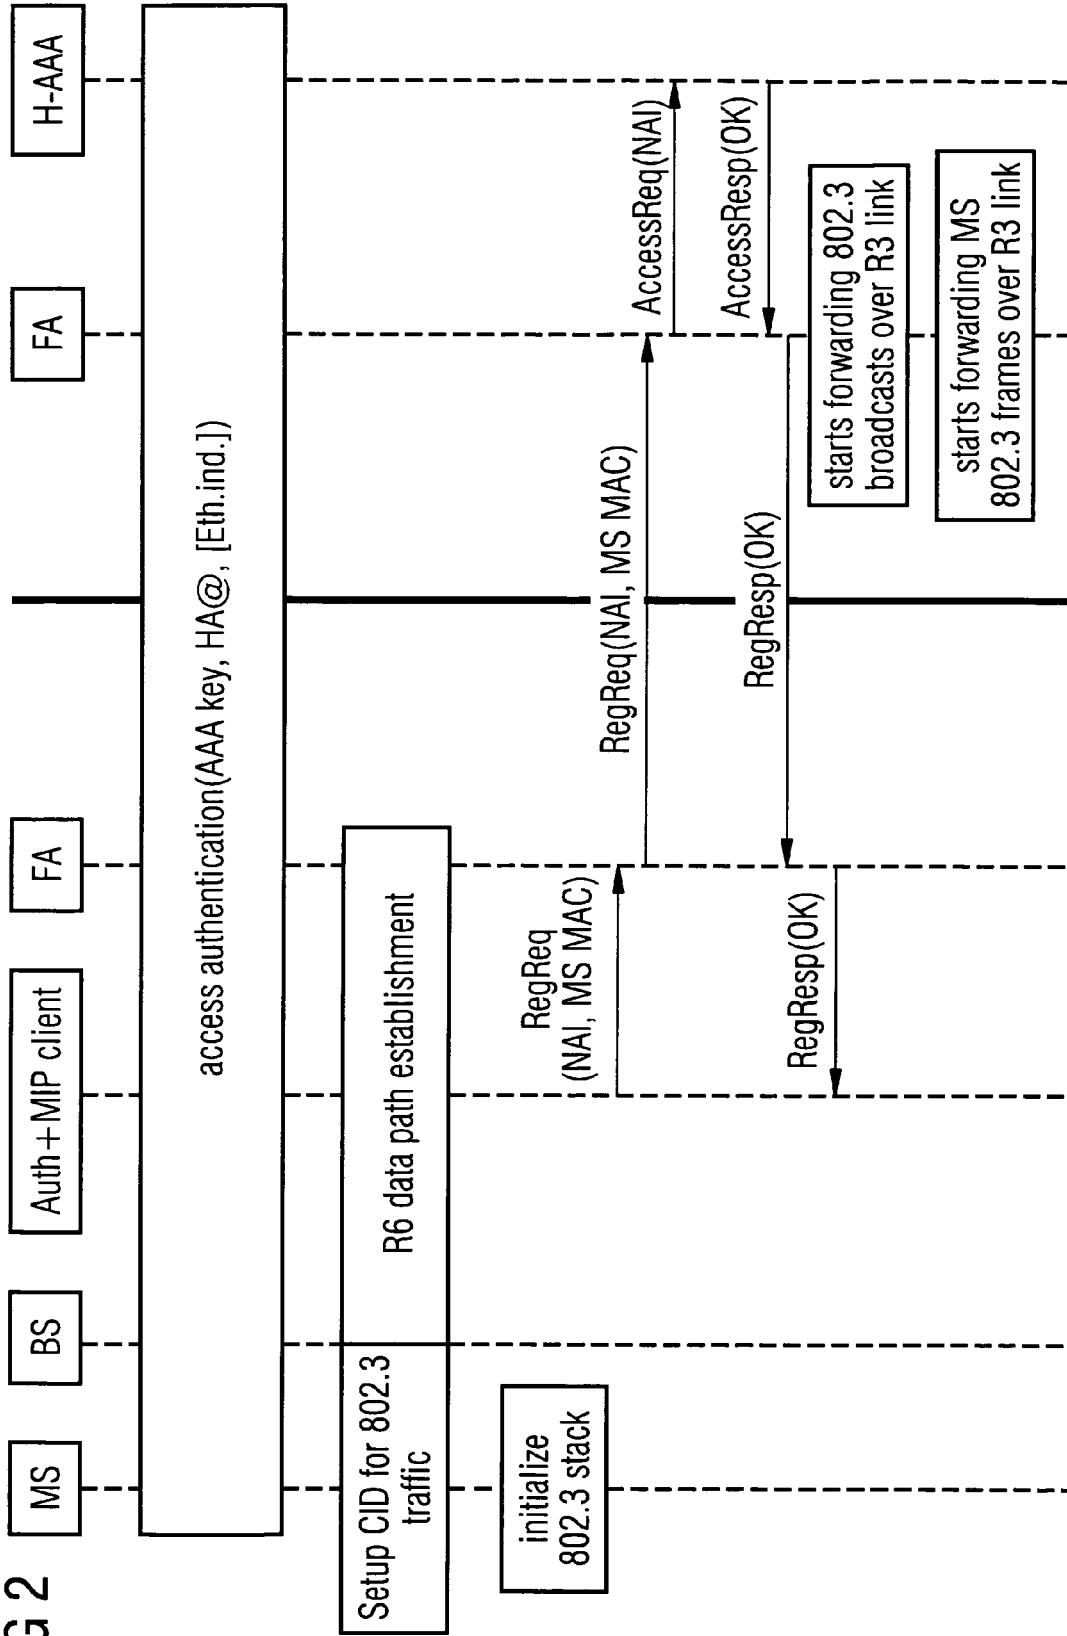 G 2
MS
BS
Auth+MIP client
FA
FA
H-AAA
access authentication(AAA key, HA@, [Eth.ind.])
Setup CID for 802.3
traffic
R6 data path establishment
initialize
802.3 stack
RegReq
(NAI, MS MAC)
RegReq(NAI, MS MAC)
AccessReq(NAI)
AccessResp(OK)
RegResp(OK)
RegResp(OK)
starts forwarding 802.3
broadcasts over R3 link
starts forwarding MS
802.3 frames over R3 link